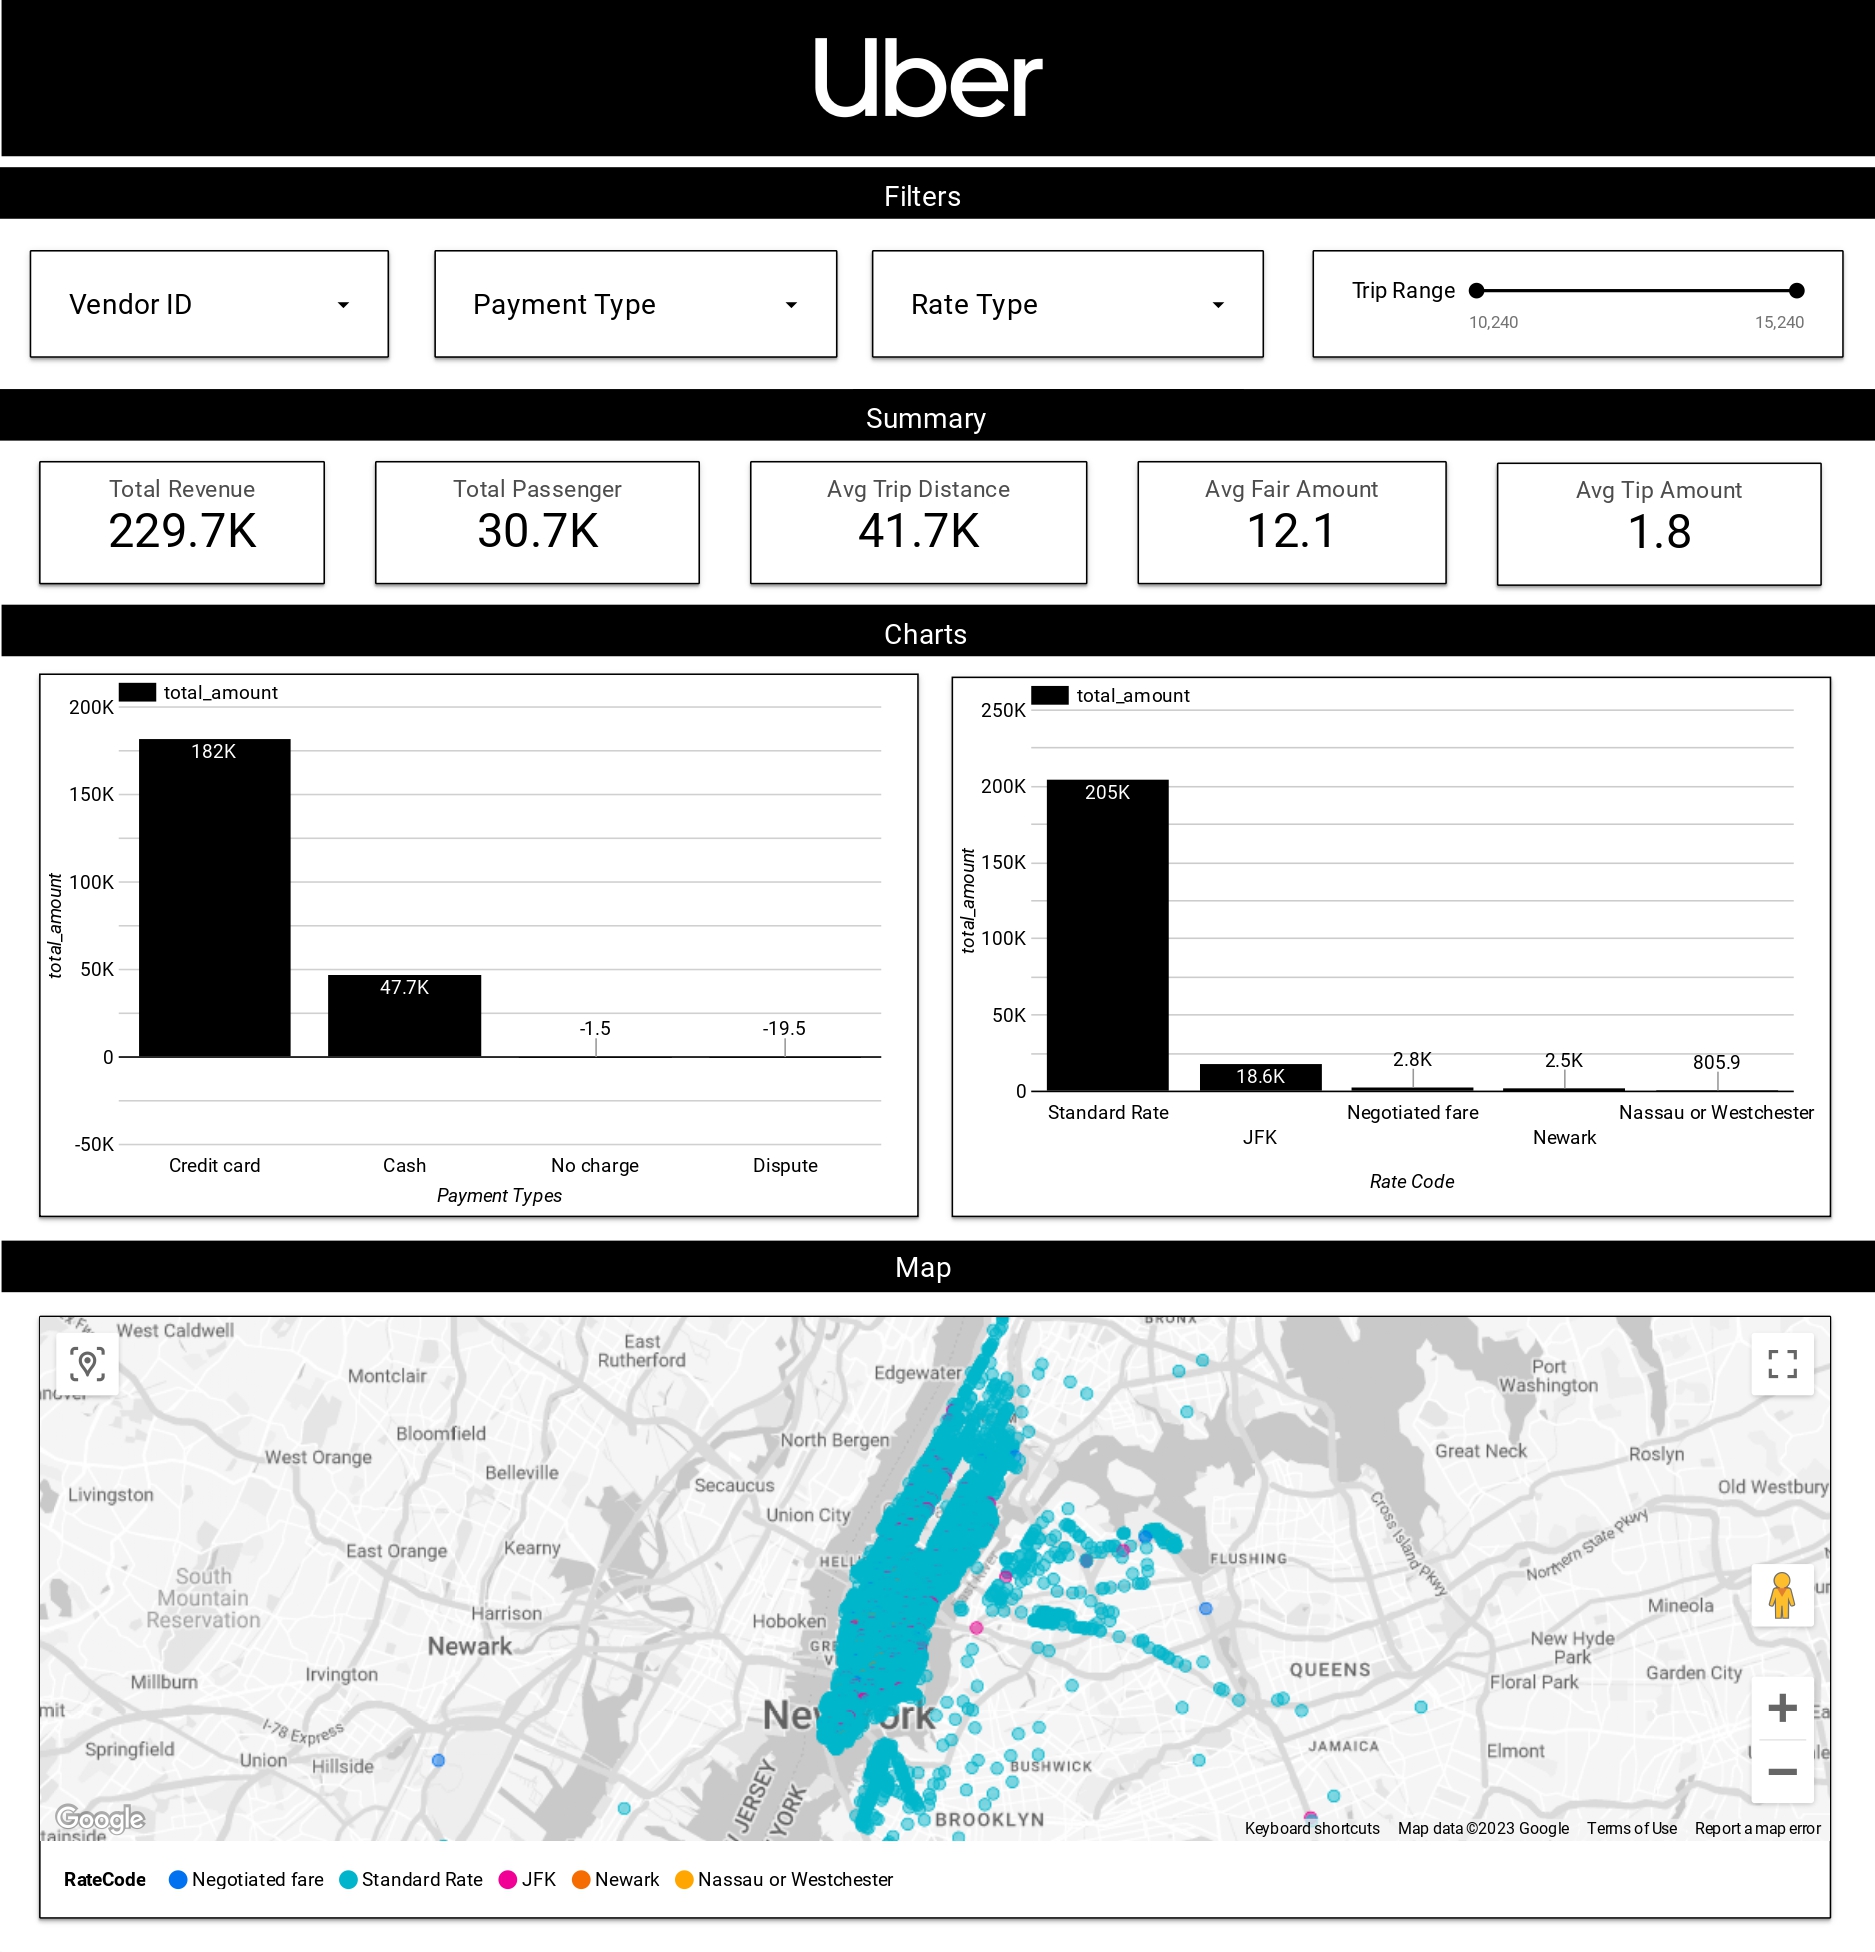 Uber
Filters
Vendor ID
Payment Type
Rate Type
Trip Range
10,240
15,240
Summary
Total Revenue
229.7K
Total Passenger
30.7K
Avg Trip Distance
41.7K
Avg Fair Amount
12.1
Avg Tip Amount
1.8
Charts
total_amount
200K
150K
100K
50K
0
-50K
total_amount
182K
47.7K
-1.5
-19.5
Credit card
Cash
No charge
Dispute
Payment Types
total_amount
250K
200K
150K
100K
50K
0
total_amount
205K
18.6K
2.8K
2.5K
805.9
Standard Rate
JFK
Negotiated fare
Newark
Nassau or Westchester
Rate Code
Map
West Caldwell
East
Rutherford
Montclair
Edgewater
BRONX
Port
Washington
Bloomfield
North Bergen
Great Neck
Roslyn
West Orange
Belleville
Secaucus
Livingston
Union City
Old Westbury
Cross Island Pkwy
Northern State Pkwy
East Orange
Kearny
FLUSHING
South
Mountain
Reservation
Harrison
Hoboken
Mineola
Newark
New Hyde
Park
Millburn
Irvington
QUEENS
Floral Park
Garden City
I-78 Express
Springfield
Union
Hillside
JAMAICA
Elmont
BUSHWICK
JERSEY
YORK
BROOKLYN
Google
Keyboard shortcuts
Map data ©2023 Google
Terms of Use
Report a map error
RateCode
Negotiated fare
Standard Rate
JFK
Newark
Nassau or Westchester